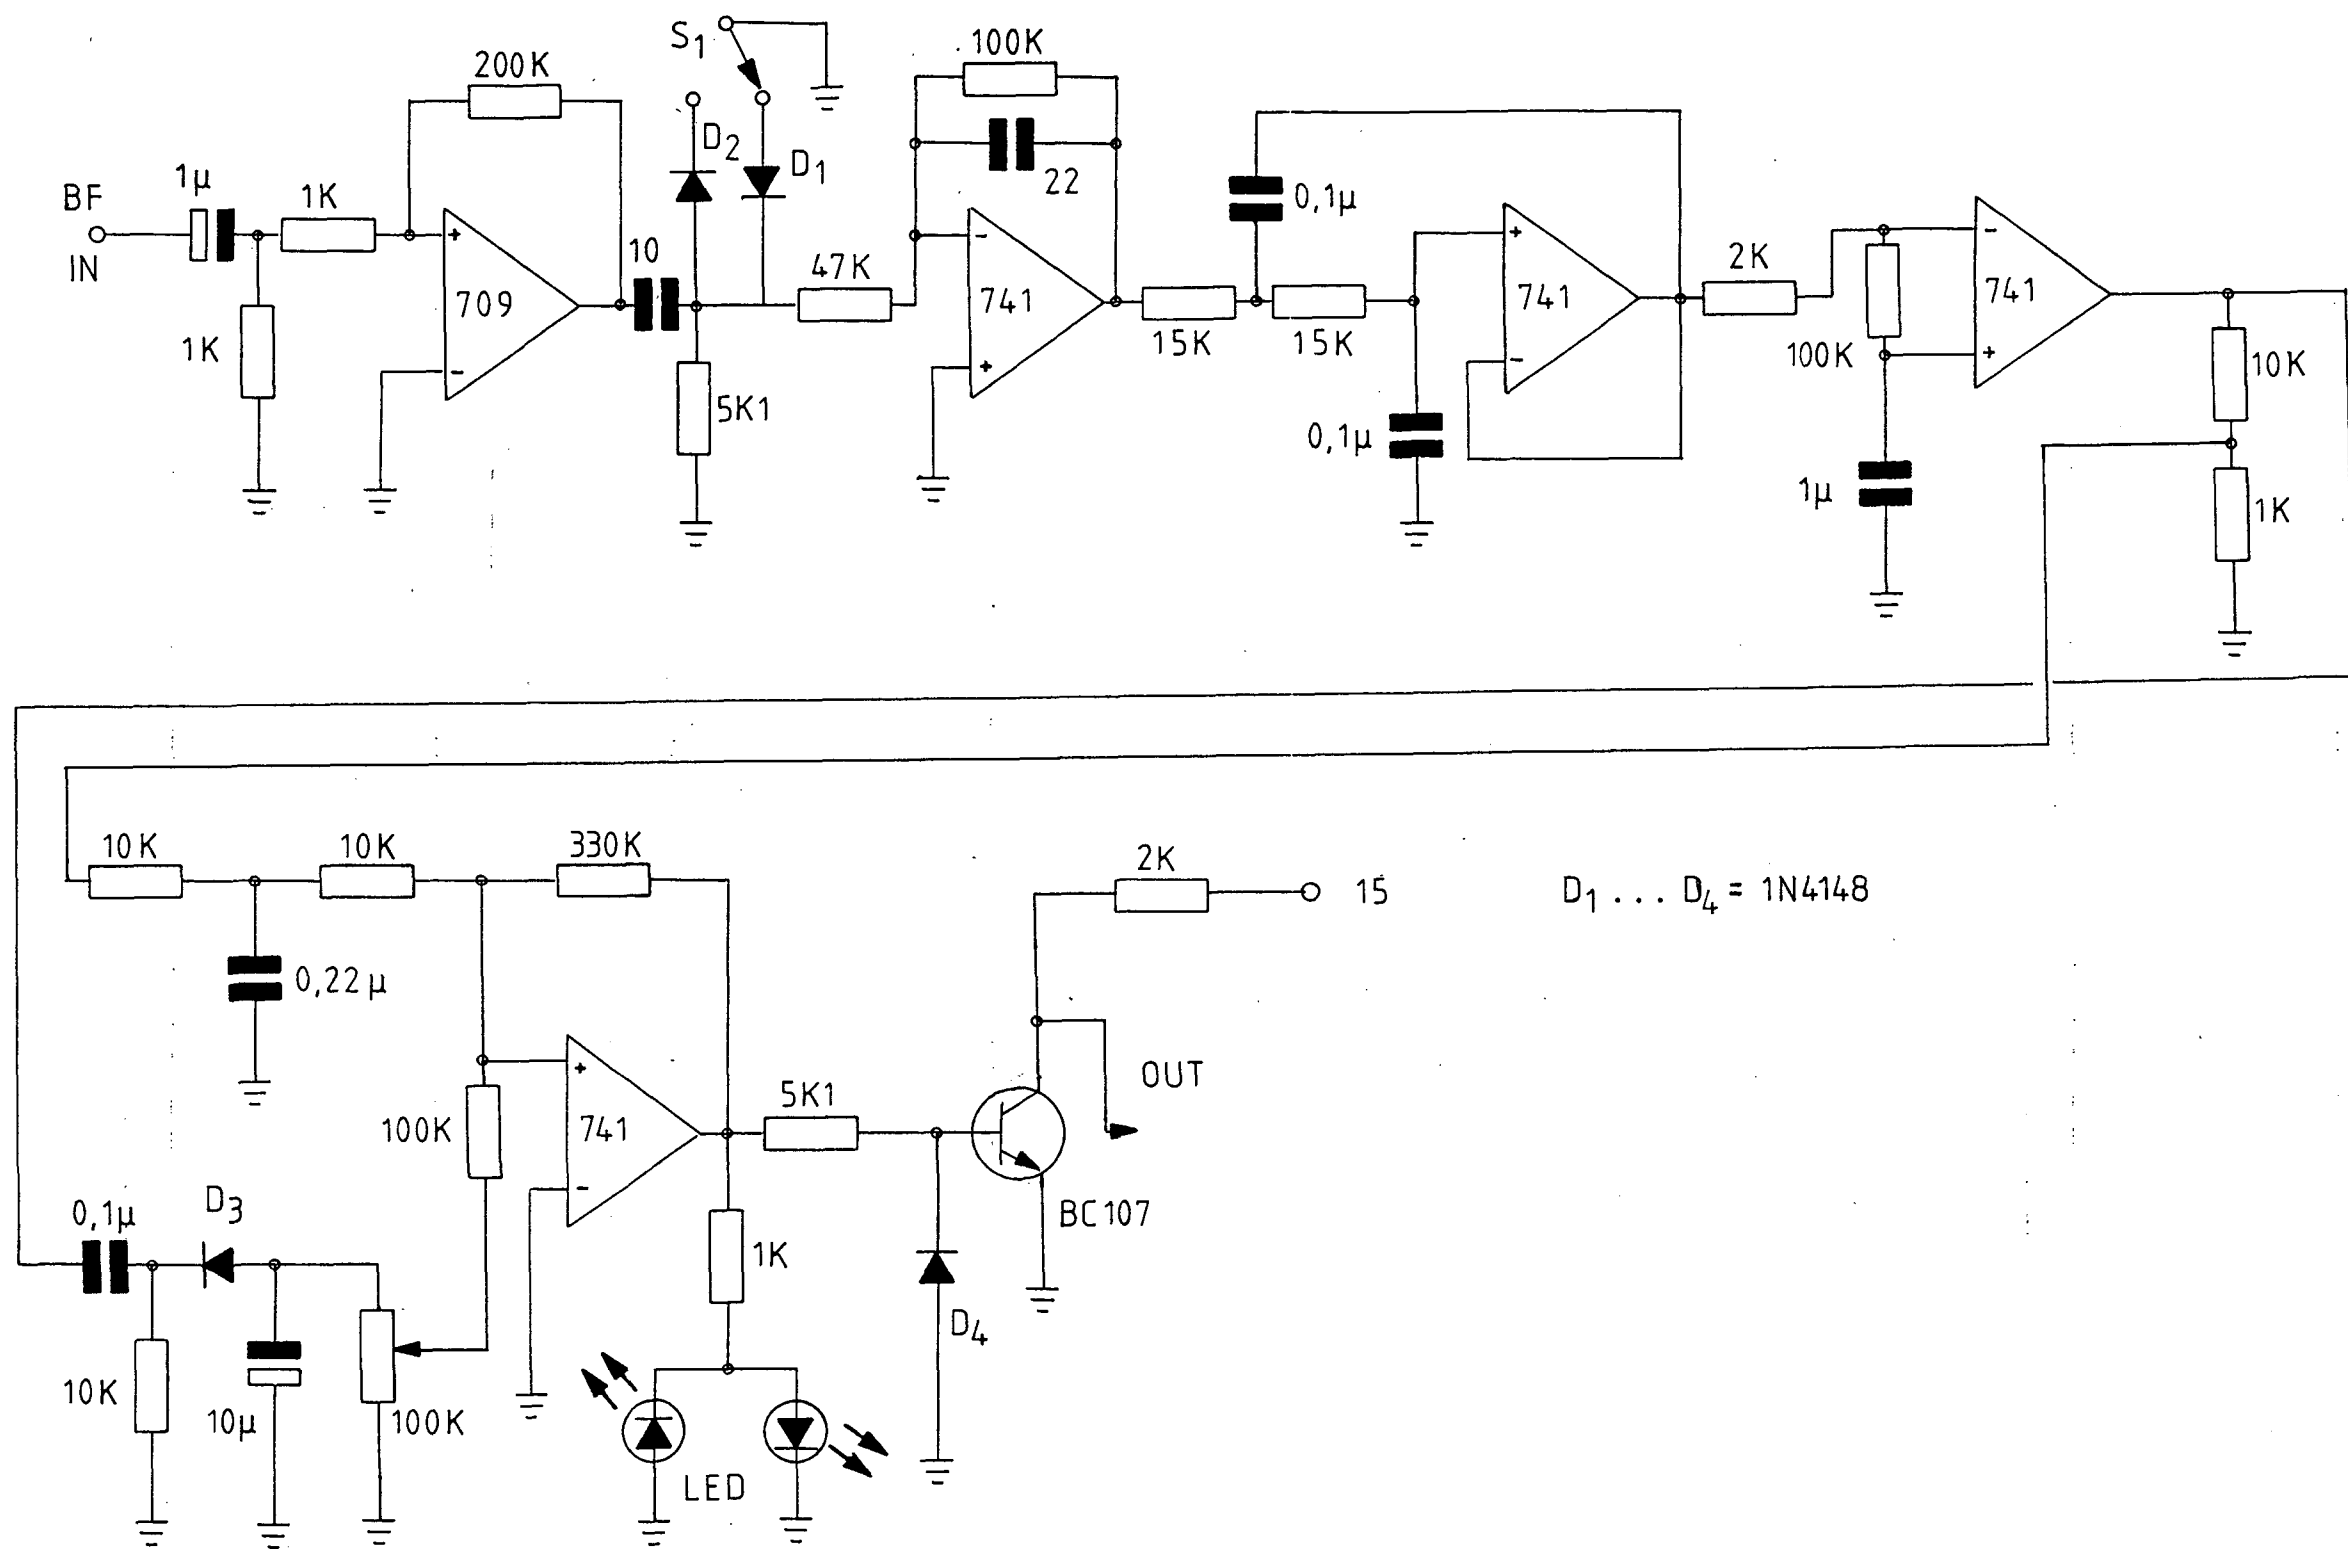 S1
100K
200K
D2
D1
1µ
1K
22
0,1µ
BF
IN
+
-
10
47K
-
+
2K
-
709
741
741
741
15K
15K
1K
-
+
-
+
100K
10K
5K1
0,1µ
1µ
1K
10K
10K
330K
2K
15
D1 ... D4 = 1N4148
0,22µ
+
OUT
5K1
100K
741
-
D3
0,1µ
BC107
1K
D4
10K
10µ
100K
LED